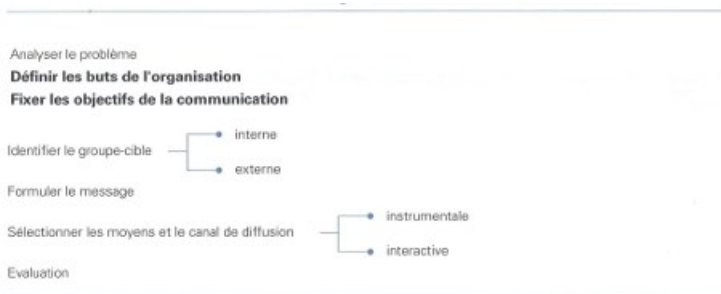 Analyser le problème
Définir les buts de l'organisation
Fixer les objectifs de la communication
interne
Identifier le groupe-cible
externe
Formuler le message
instrumentale
Sélectionner les moyens et le canal de diffusion
interactive
Evaluation